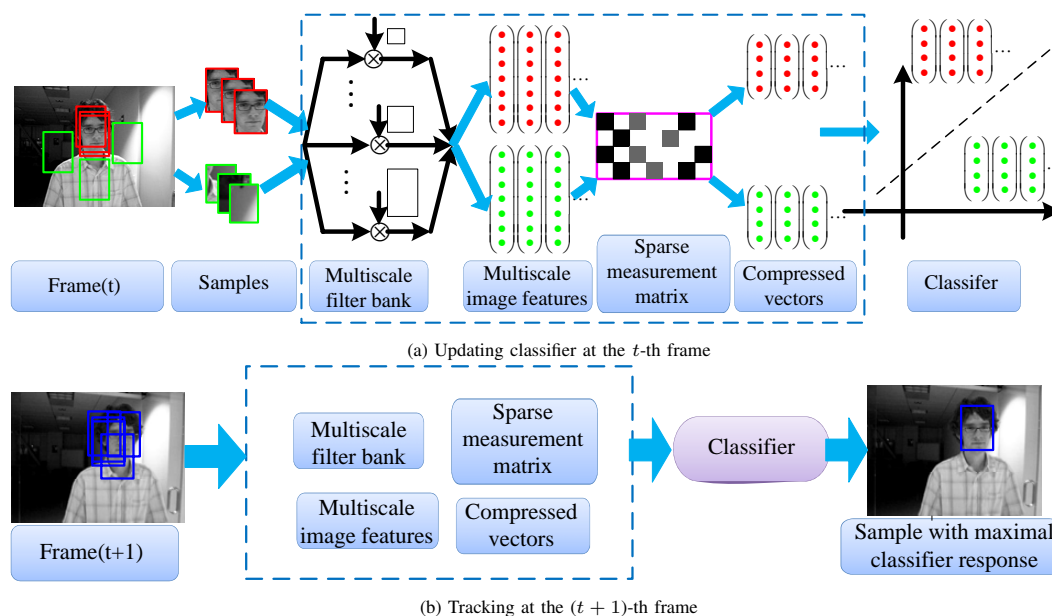 Frame(t)
Samples
Multiscale
filter bank
Multiscale
image features
Sparse
measurement
matrix
Compressed
vectors
Classifer
(a) Updating classifier at the t-th frame
Frame(t+1)
Multiscale
filter bank
Sparse
measurement
matrix
Multiscale
image features
Compressed
vectors
Classifier
Sample with maximal
classifier response
(b) Tracking at the (t + 1)-th frame